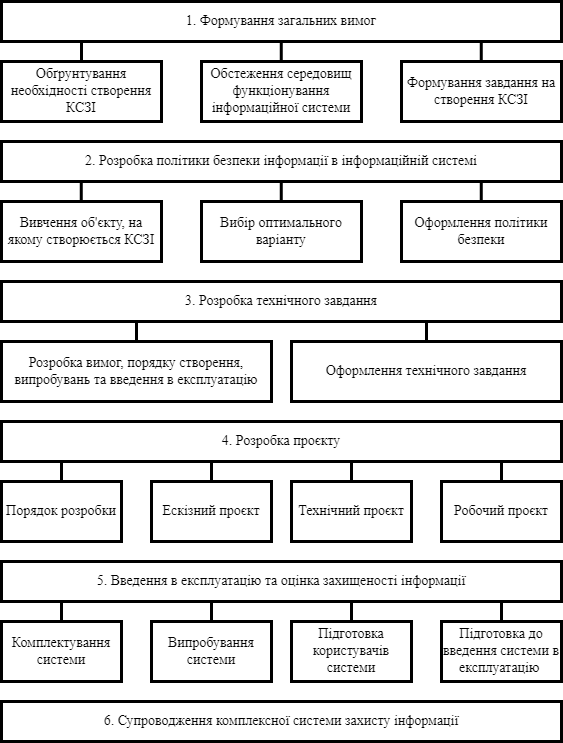 1. Формування загальних вимог
Обґрунтування
необхідності створення
КСЗІ
Обстеження середовищ
функціонування
інформаційної системи
Формування завдання на
створення КСЗІ
2. Розробка політики безпеки інформації в інформаційній системі
Вивчення об'єкту, на
якому створюється КСЗІ
Вибір оптимального
варіанту
Оформлення політики
безпеки
3. Розробка технічного завдання
Розробка вимог, порядку створення,
випробувань та введення в експлуатацію
Оформлення технічного завдання
4. Розробка проєкту
Порядок розробки
Ескізний проєкт
Технічний проєкт
Робочий проєкт
5. Введення в експлуатацію та оцінка захищеності інформації
Комплектування
системи
Випробування
системи
Підготовка
користувачів
системи
Підготовка до
введення системи в
експлуатацію
6. Супроводження комплексної системи захисту інформації